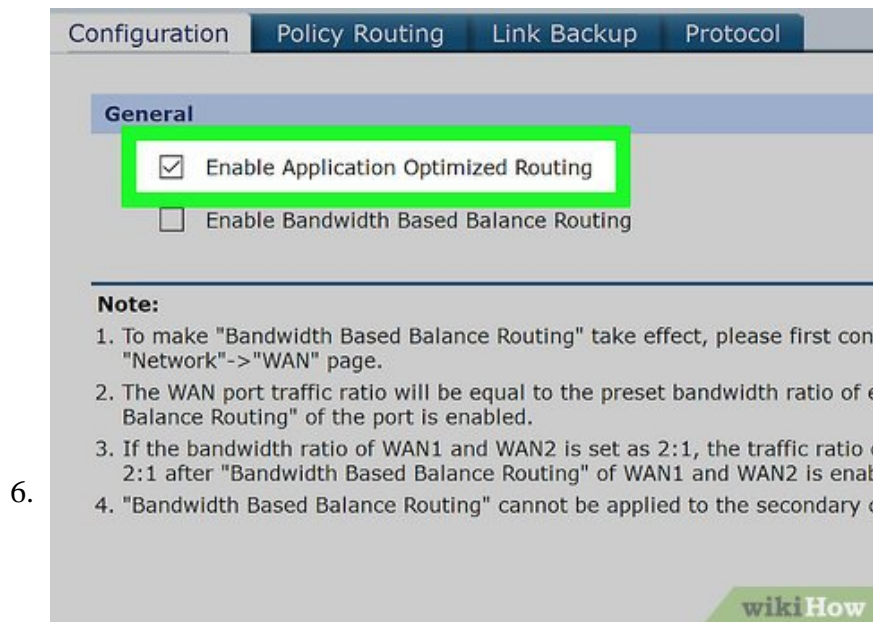 Configuration Policy Routing Link Backup Protocol
General
Enable Application Optimized Routing
Enable Bandwidth Based Balance Routing
Note:
1. To make "Bandwidth Based Balance Routing" take effect, please first con
"Network"->"WAN" page.
2. The WAN port traffic ratio will be equal to the preset bandwidth ratio of e
Balance Routing" of the port is enabled.
3. If the bandwidth ratio of WAN1 and WAN2 is set as 2:1, the traffic ratio
2:1 after "Bandwidth Based Balance Routing" of WAN1 and WAN2 is enab
6.
4. "Bandwidth Based Balance Routing" cannot be applied to the secondary
wikiHow